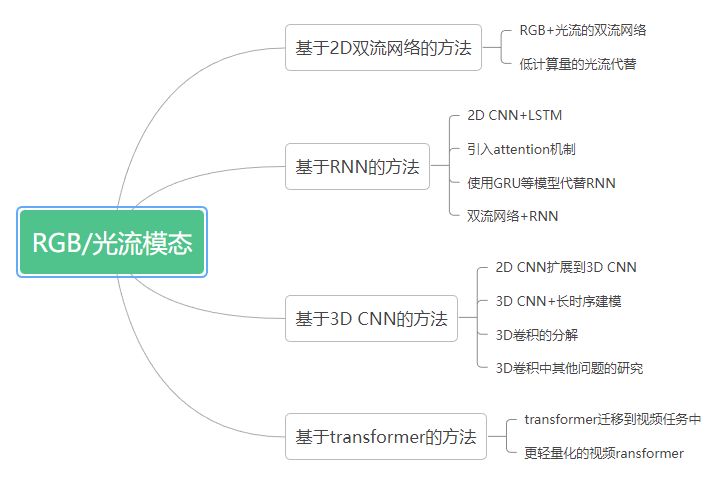 RGB/光流模态
基于2D双流网络的方法
RGB+光流的双流网络
低计算量的光流代替
基于RNN的方法
2D CNN+LSTM
引入attention机制
使用GRU等模型代替RNN
双流网络+RNN
基于3D CNN的方法
2D CNN扩展到3D CNN
3D CNN+长时序建模
3D卷积的分解
3D卷积中其他问题的研究
基于transformer的方法
transformer迁移到视频任务中
更轻量化的视频ransformer